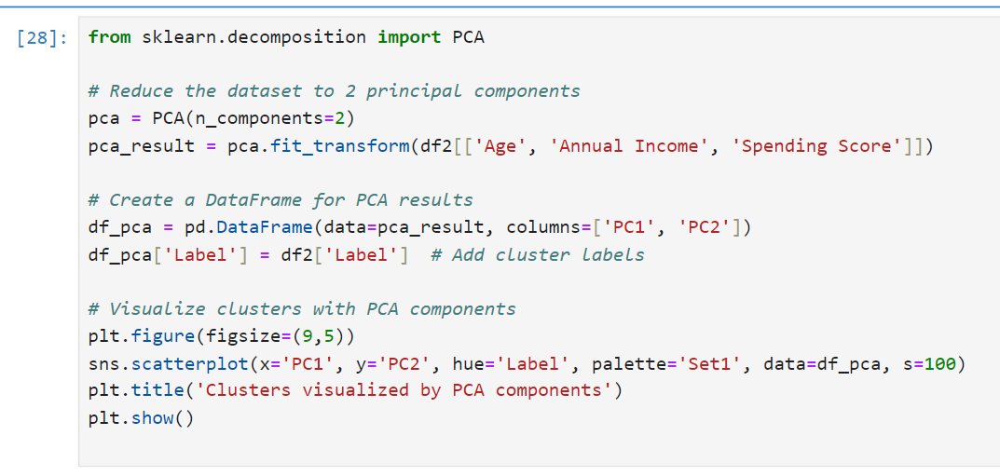 [28]: from sklearn.decomposition import PCA
# Reduce the dataset to 2 principal components
pca = PCA(n_components=2)
pca_result = pca.fit_transform(df2[['Age', 'Annual Income', 'Spending Score']])
# Create a DataFrame for PCA results
df_pca = pd.DataFrame(data=pca_result, columns=['PC1', 'PC2'])
df_pca['Label'] = df2['Label']  # Add cluster labels
# Visualize clusters with PCA components
plt.figure(figsize=(9,5))
sns.scatterplot(x='PC1', y='PC2', hue='Label', palette='Set1', data=df_pca, s=100)
plt.title('Clusters visualized by PCA components')
plt.show()